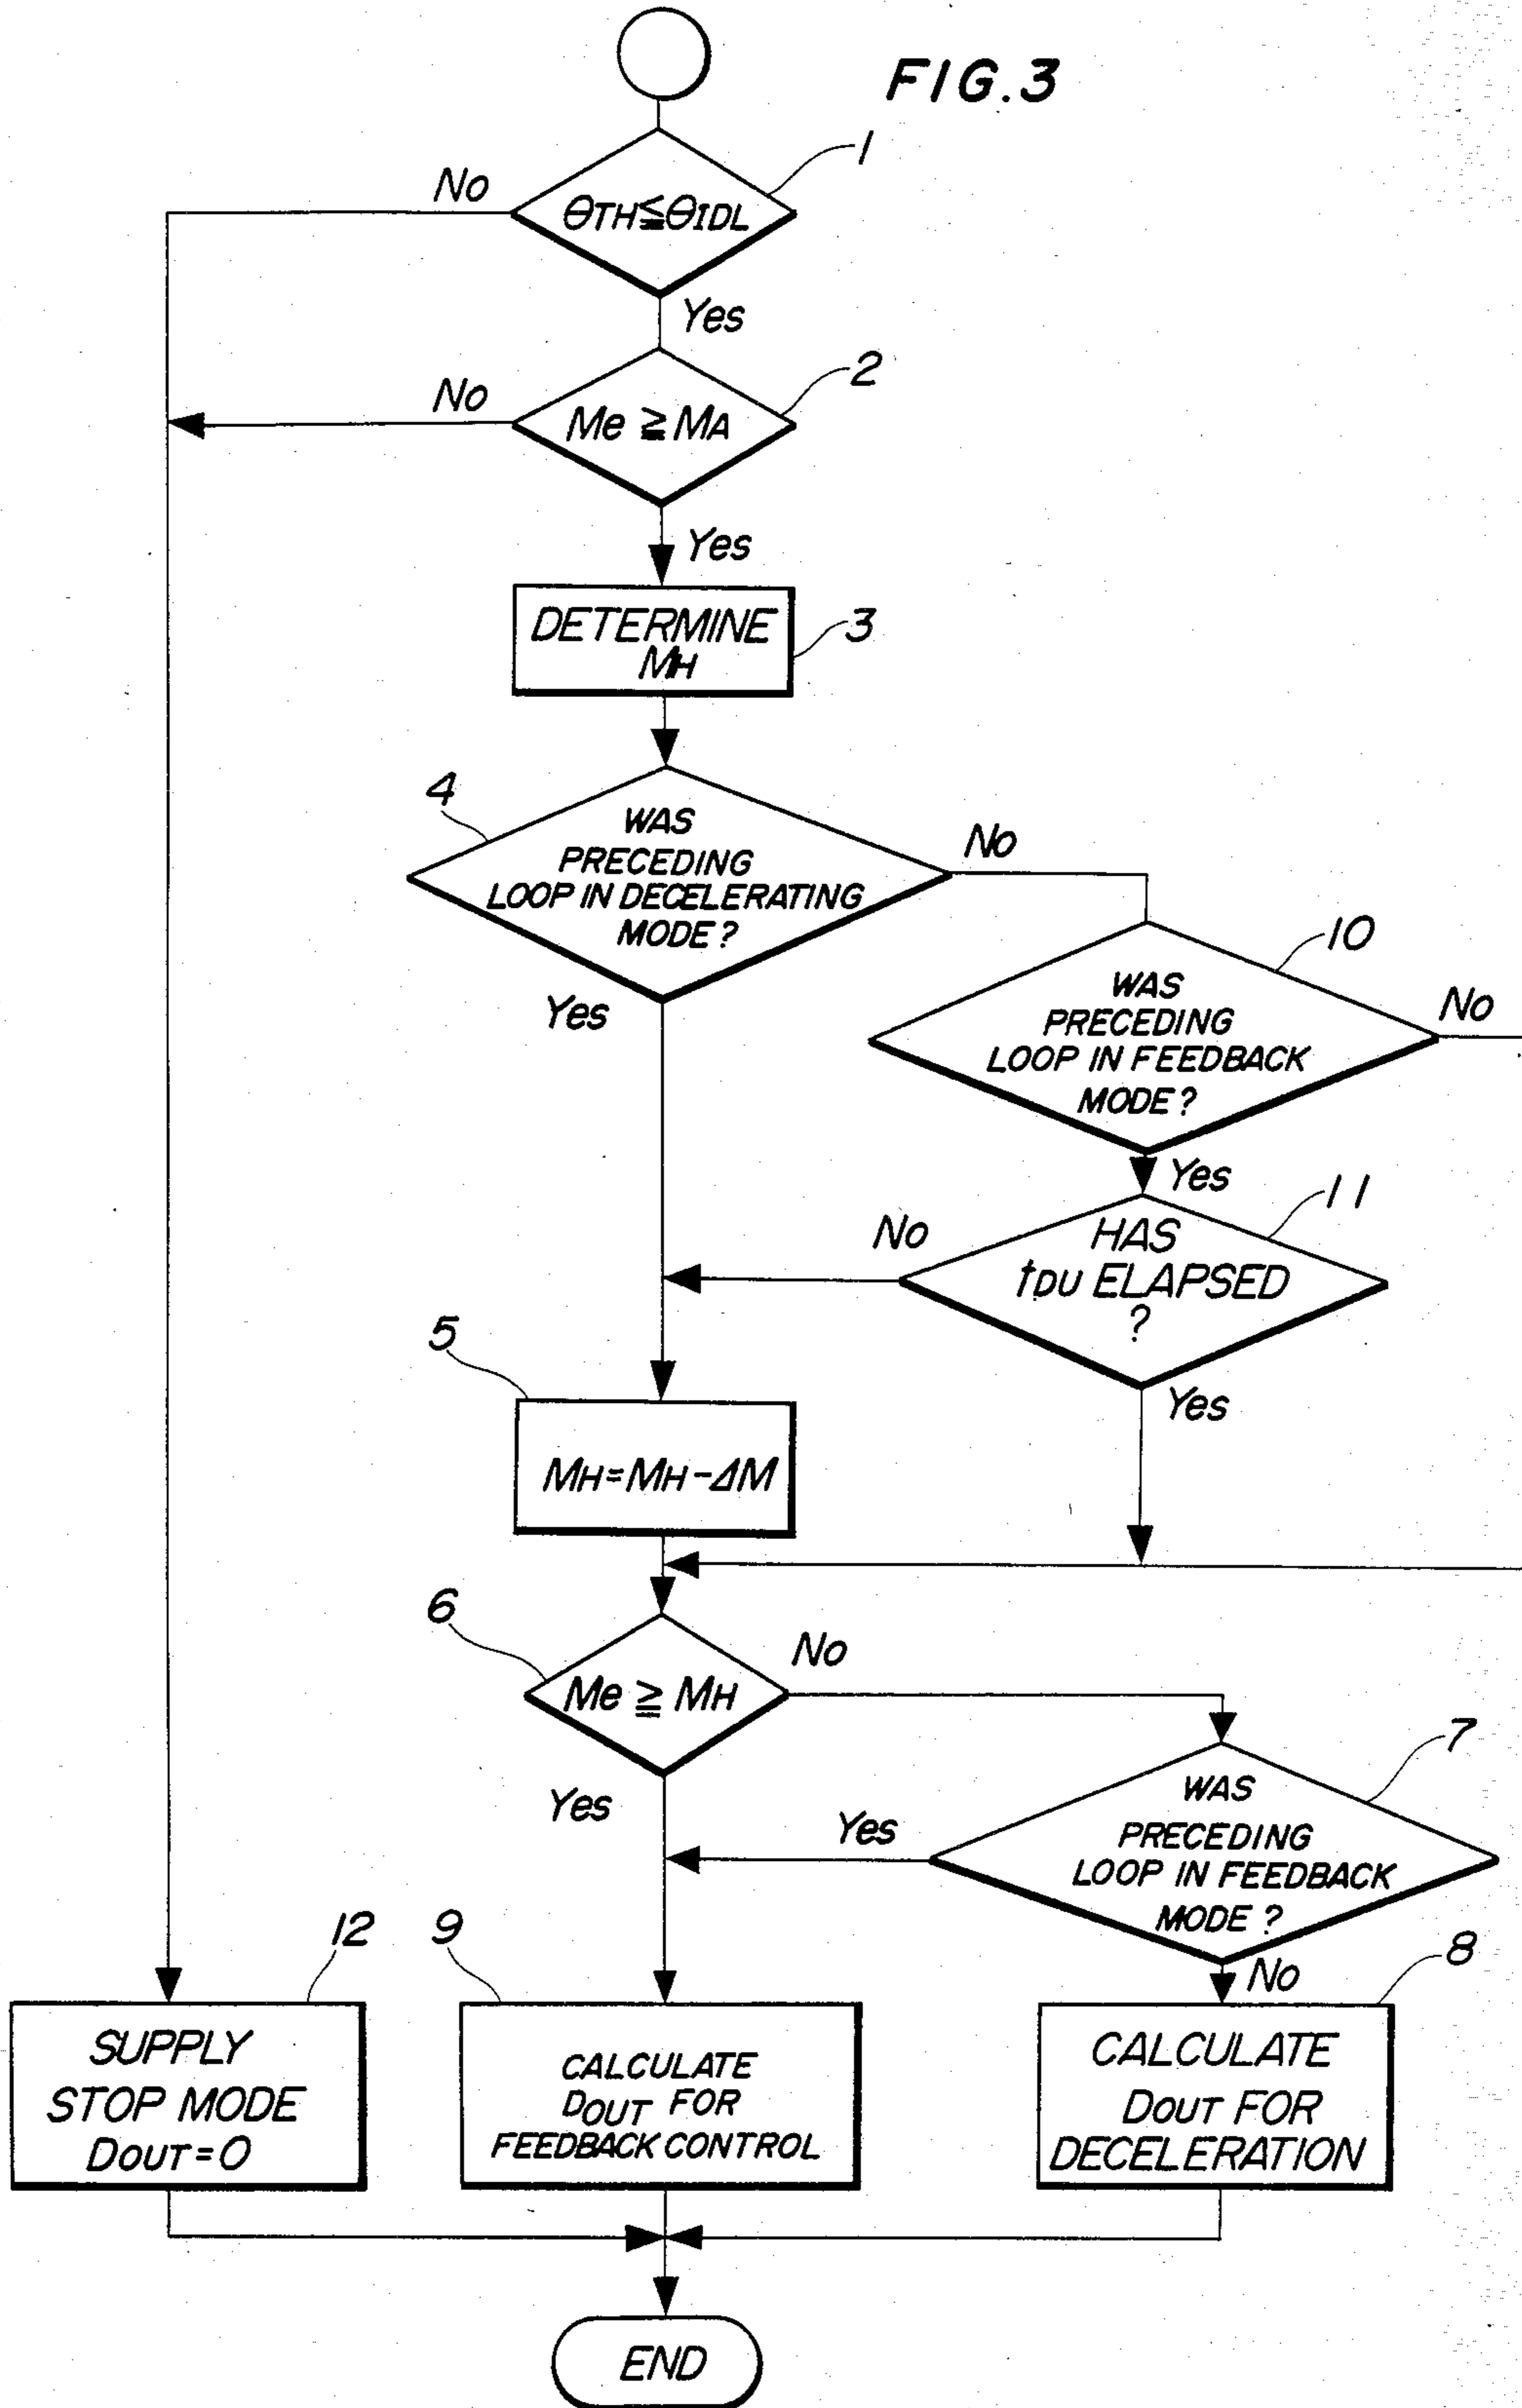 FIG.3
1
No
θTH≦θIDL
Yes
2
No
Me ≧ MA
Yes
DETERMINE
MH
3
4
WAS
PRECEDING
LOOP IN DECELERATING
MODE?
No
Yes
10
WAS
PRECEDING
LOOP IN FEEDBACK
MODE?
No
Yes
11
No
HAS
tDU ELAPSED
?
Yes
5
MH=MH-ΔM
6
Me ≧ MH
No
Yes
7
WAS
PRECEDING
LOOP IN FEEDBACK
MODE?
Yes
No
12
9
8
SUPPLY
STOP MODE
DOUT=0
CALCULATE
DOUT FOR
FEEDBACK CONTROL
CALCULATE
DOUT FOR
DECELERATION
END